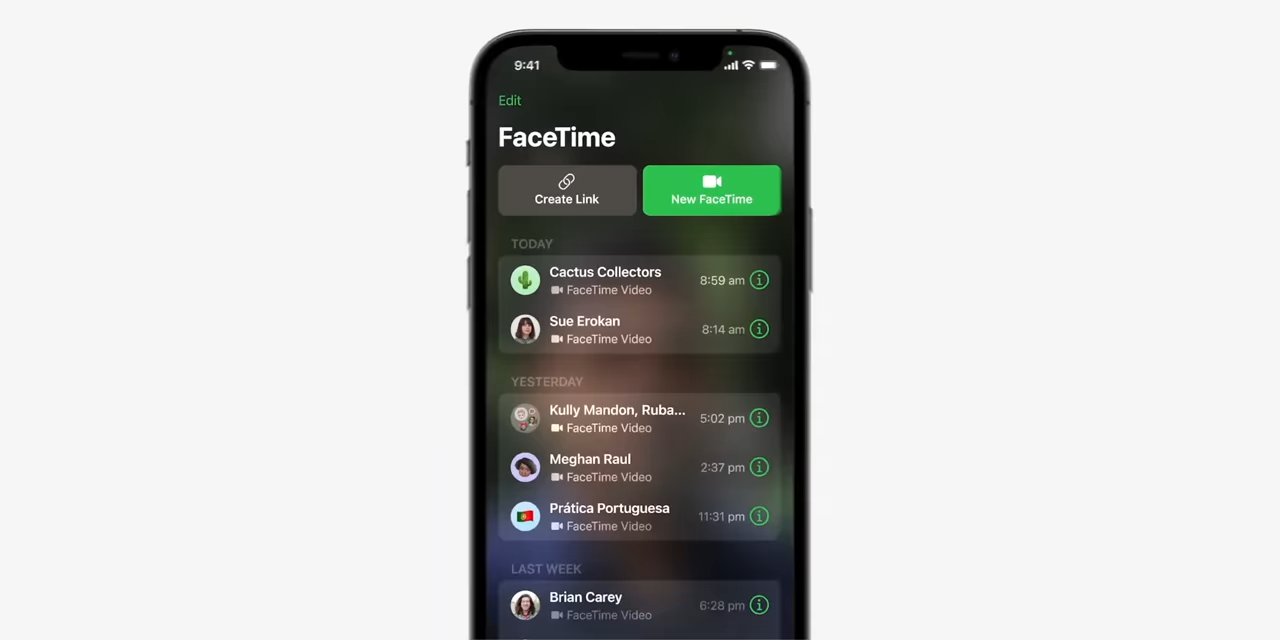 9:41
Edit
FaceTime
Create Link
New FaceTime
TODAY
Cactus Collectors
8:59 am
FaceTime Video
Sue Erokan
8:14 am
FaceTime Video
YESTERDAY
Kully Mandon, Ruba...
5:02 pm
FaceTime Video
Meghan Raul
2:37 pm
FaceTime Video
Prática Portuguesa
11:31 pm
FaceTime Video
LAST WEEK
Brian Carey
6:28 pm
FaceTime Video